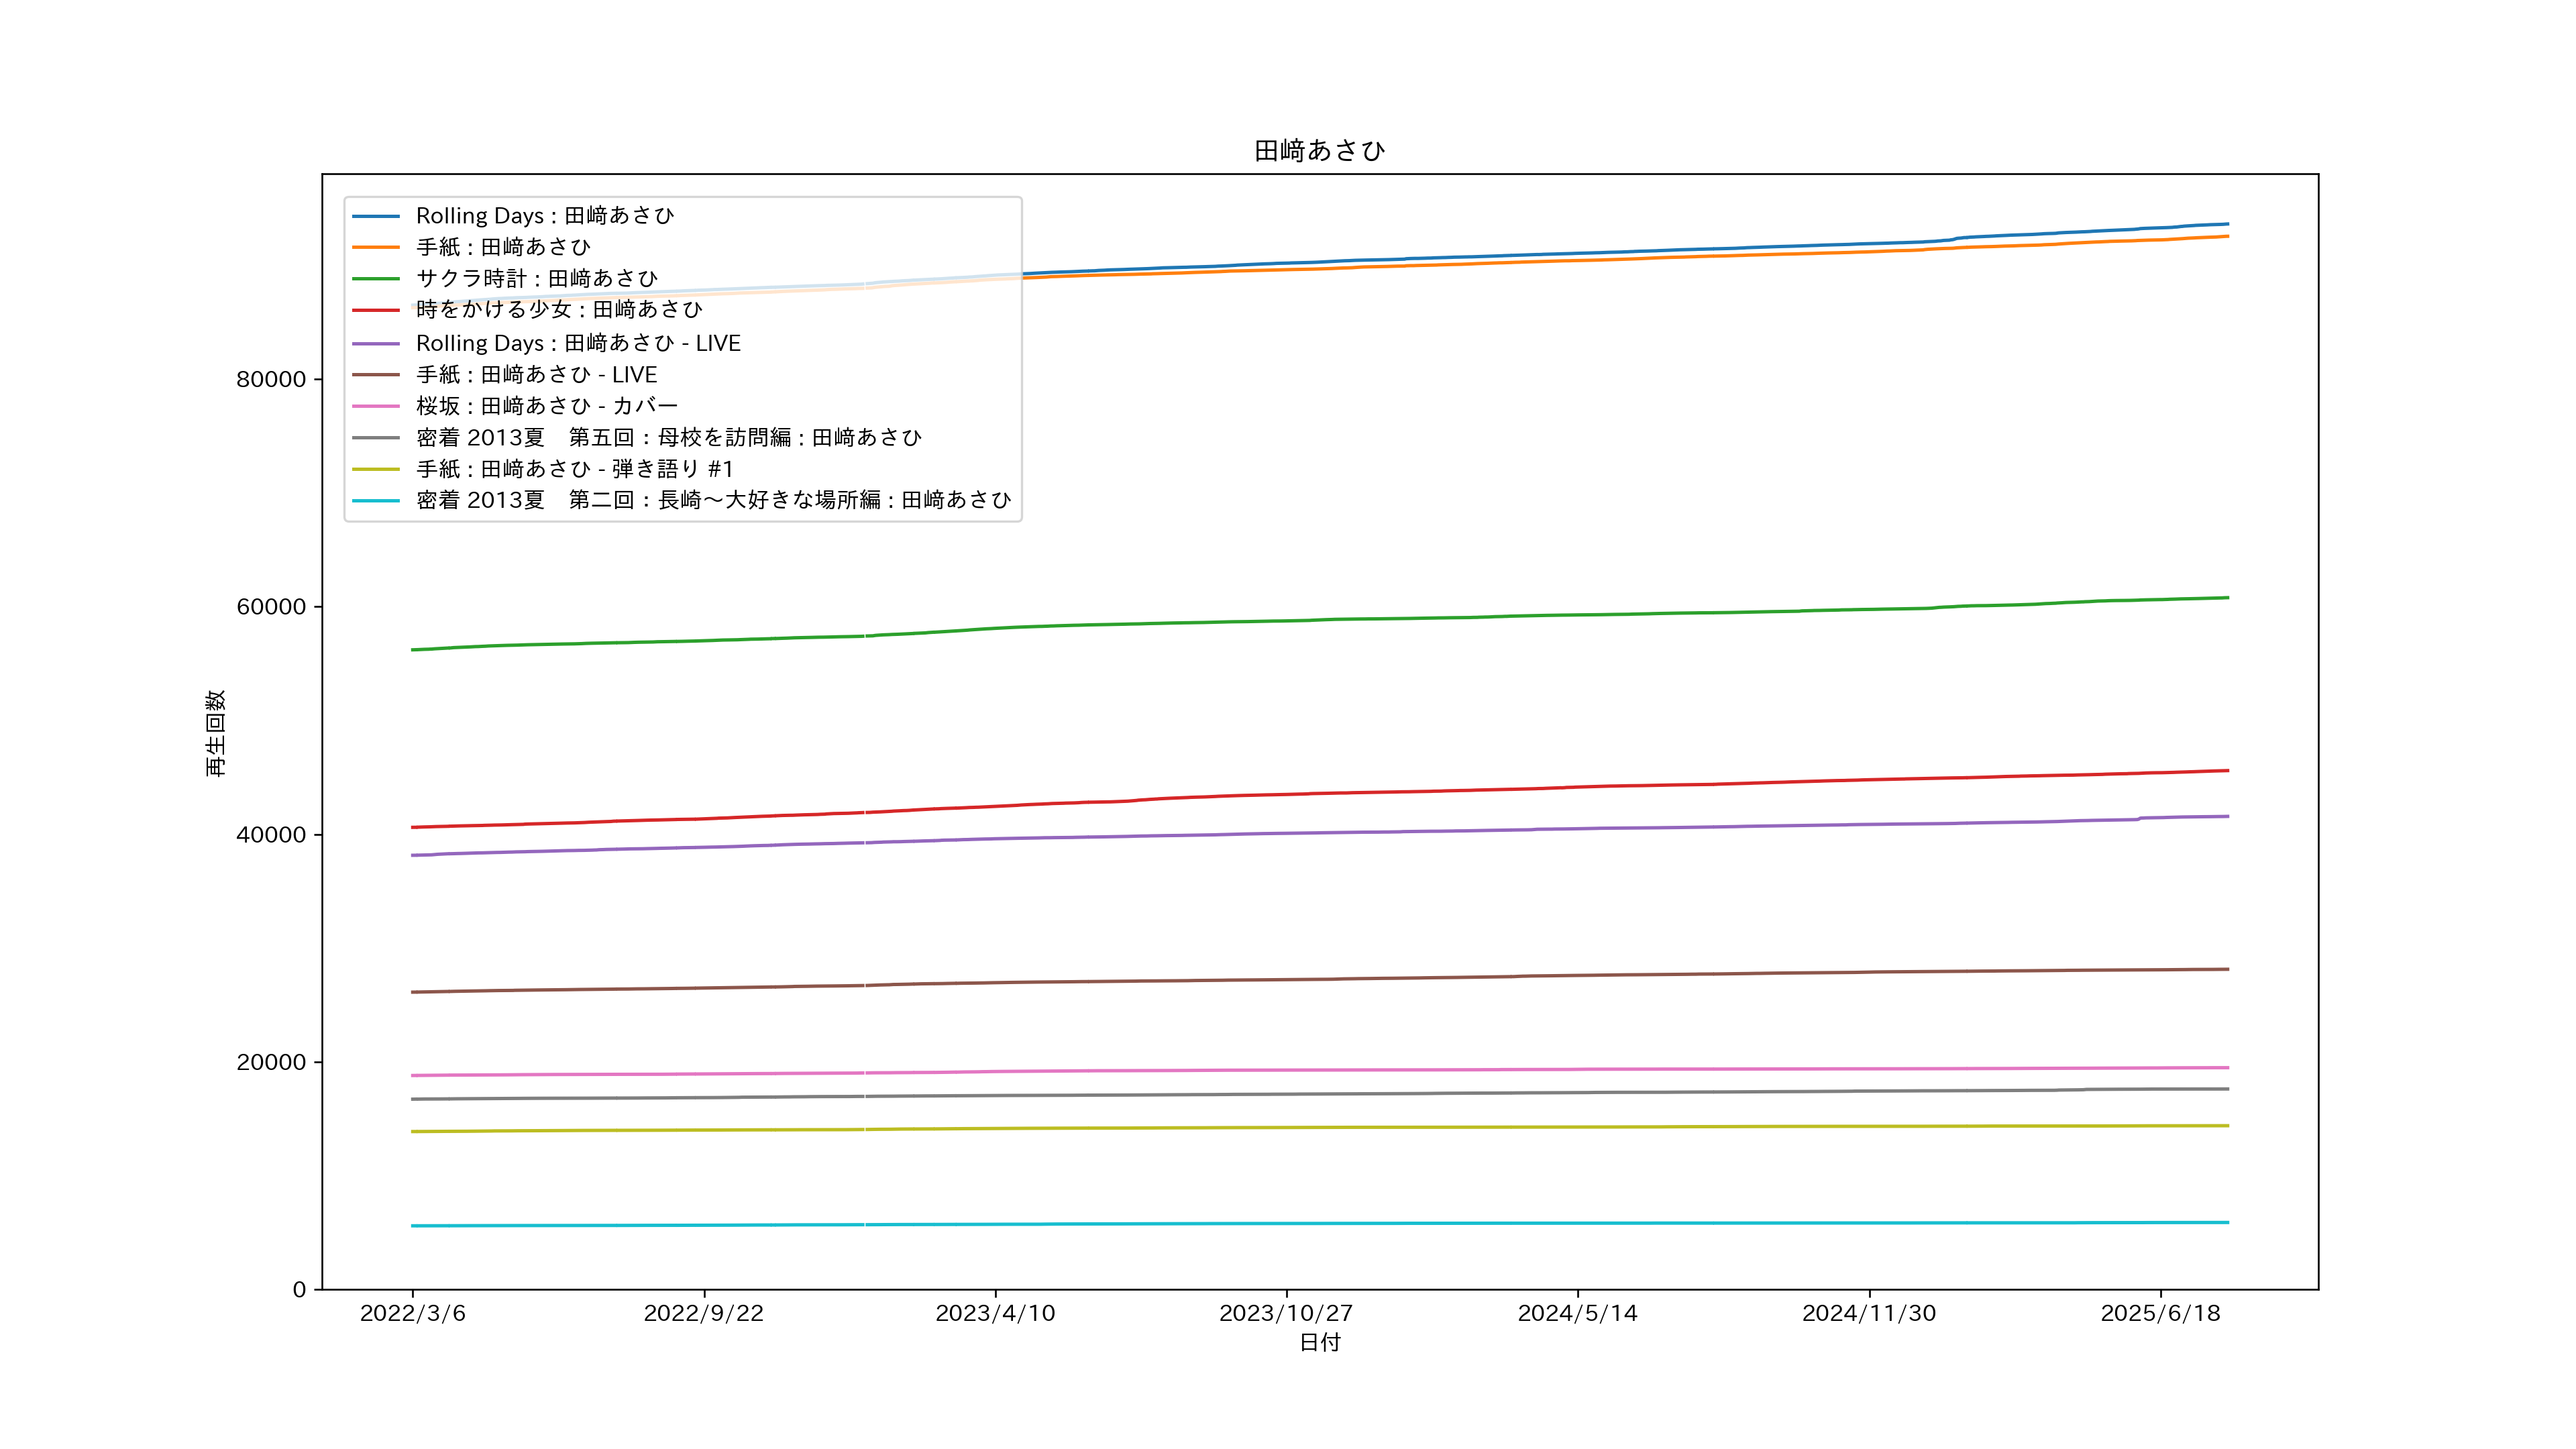 田﨑あさひ
Rolling Days : 田﨑あさひ
手紙 : 田﨑あさひ
サクラ時計 : 田﨑あさひ
時をかける少女 : 田﨑あさひ
Rolling Days : 田﨑あさひ - LIVE
手紙 : 田﨑あさひ - LIVE
桜坂 : 田﨑あさひ - カバー
密着 2013夏　第五回：母校を訪問編 : 田﨑あさひ
手紙 : 田﨑あさひ - 弾き語り #1
密着 2013夏　第二回：長崎～大好きな場所編 : 田﨑あさひ
80000
60000
40000
20000
0
再生回数
2022/3/6
2022/9/22
2023/4/10
2023/10/27
2024/5/14
2024/11/30
2025/6/18
日付